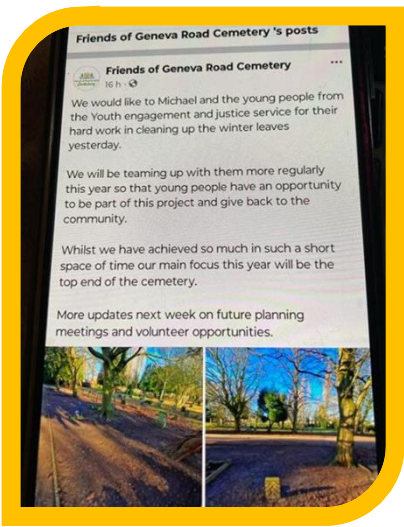 Friends of Geneva Road Cemetery 's posts
Friends of Geneva Road Cemetery
16 h ·
We would like to Michael and the young people from
the Youth engagement and justice service for their
hard work in cleaning up the winter leaves
yesterday.
We will be teaming up with them more regularly
this year so that young people have an opportunity
to be part of this project and give back to the
community.
Whilst we have achieved so much in such a short
space of time our main focus this year will be the
top end of the cemetery.
More updates next week on future planning
meetings and volunteer opportunities.